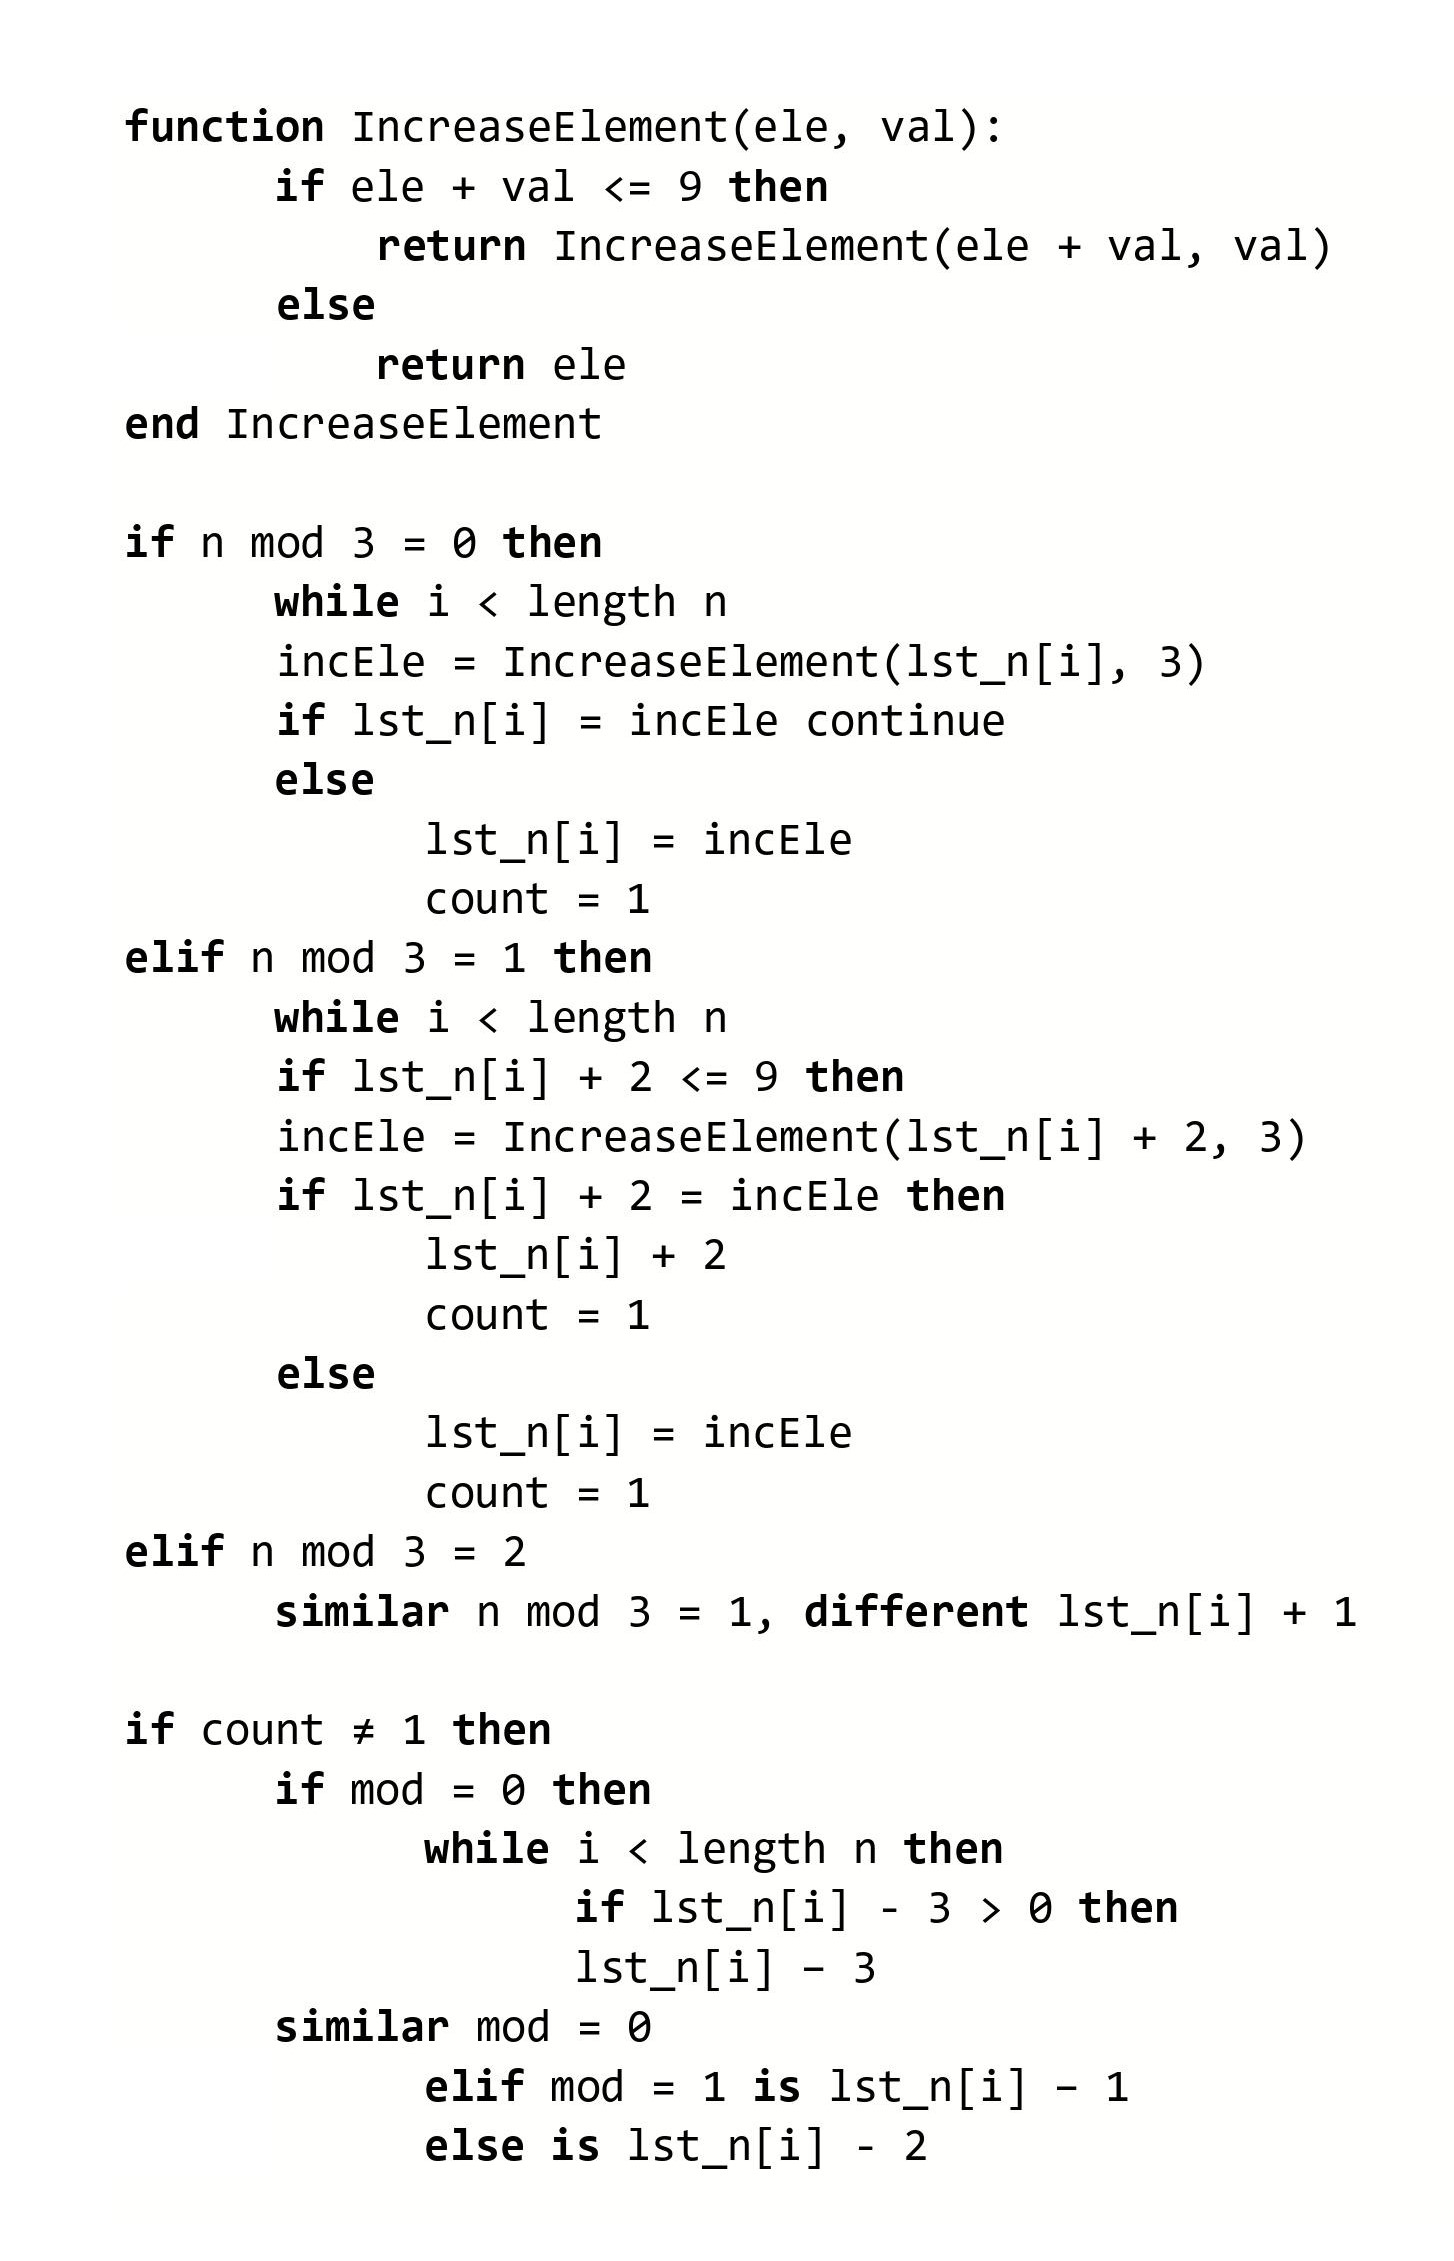 function IncreaseElement(ele, val):
if ele + val <= 9 then
return IncreaseElement(ele + val, val)
else
return ele
end IncreaseElement
if n mod 3 = 0 then
while i < length n
incEle = IncreaseElement(lst_n[i], 3)
if lst_n[i] = incEle continue
else
lst_n[i] = incEle
count = 1
elif n mod 3 = 1 then
while i < length n
if lst_n[i] + 2 <= 9 then
incEle = IncreaseElement(lst_n[i] + 2, 3)
if lst_n[i] + 2 = incEle then
lst_n[i] + 2
count = 1
else
lst_n[i] = incEle
count = 1
elif n mod 3 = 2
similar n mod 3 = 1, different lst_n[i] + 1
if count ≠ 1 then
if mod = 0 then
while i < length n then
if lst_n[i] - 3 > 0 then
lst_n[i] – 3
similar mod = 0
elif mod = 1 is lst_n[i] – 1
else is lst_n[i] - 2